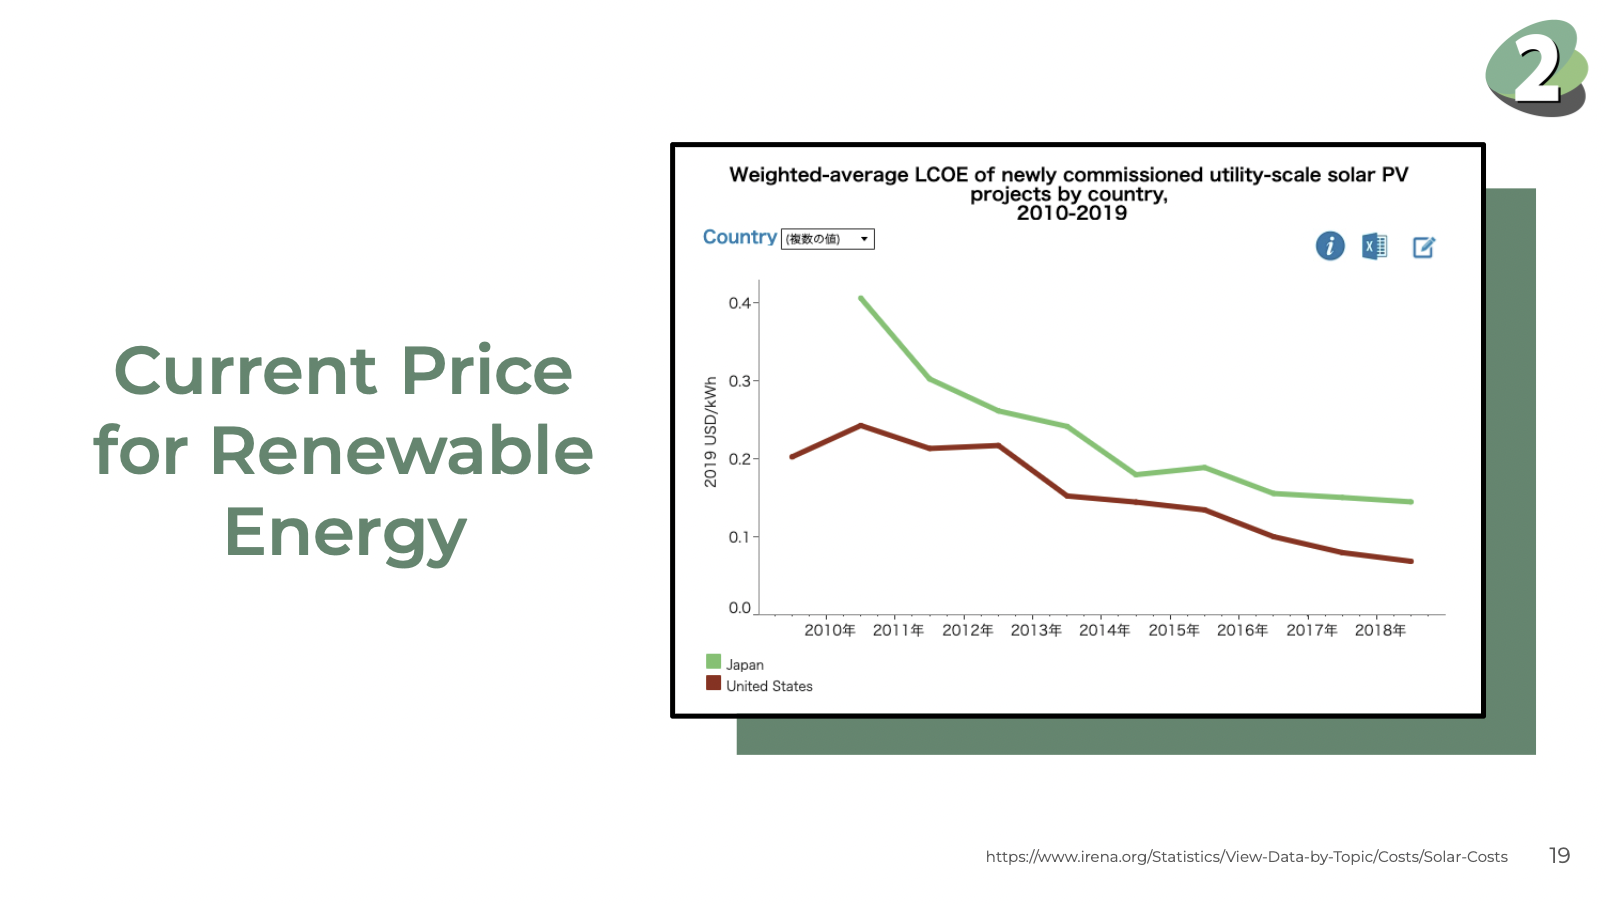 2
Current Price
for Renewable
Energy
Weighted-average LCOE of newly commissioned utility-scale solar PV
projects by country,
2010-2019
Country (複数の値)
i
X
2019 USD/kWh
0.4
0.3
0.2
0.1
0.0
2010年 2011年 2012年 2013年 2014年 2015年 2016年 2017年 2018年
Japan
United States
https://www.irena.org/Statistics/View-Data-by-Topic/Costs/Solar-Costs
19